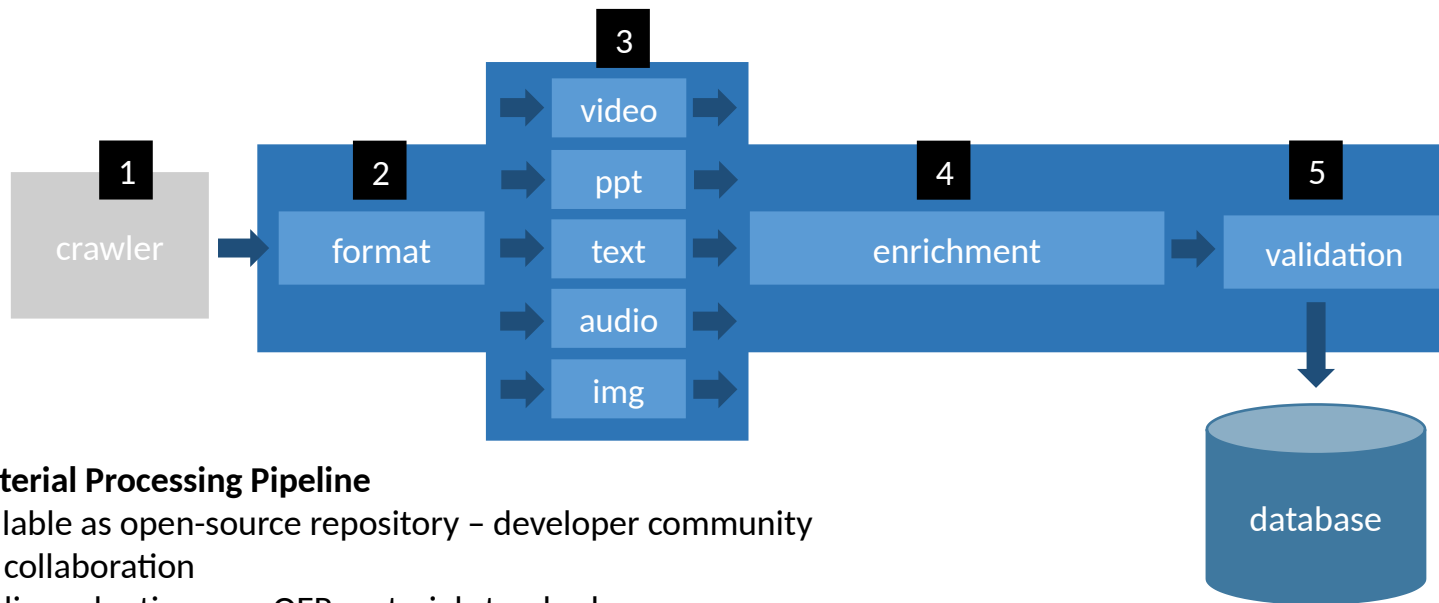 3
video
1
2
4
5
ppt
crawler
format
text
enrichment
validation
audio
img
terial Processing Pipeline
lable as open-source repository – developer community
collaboration
database